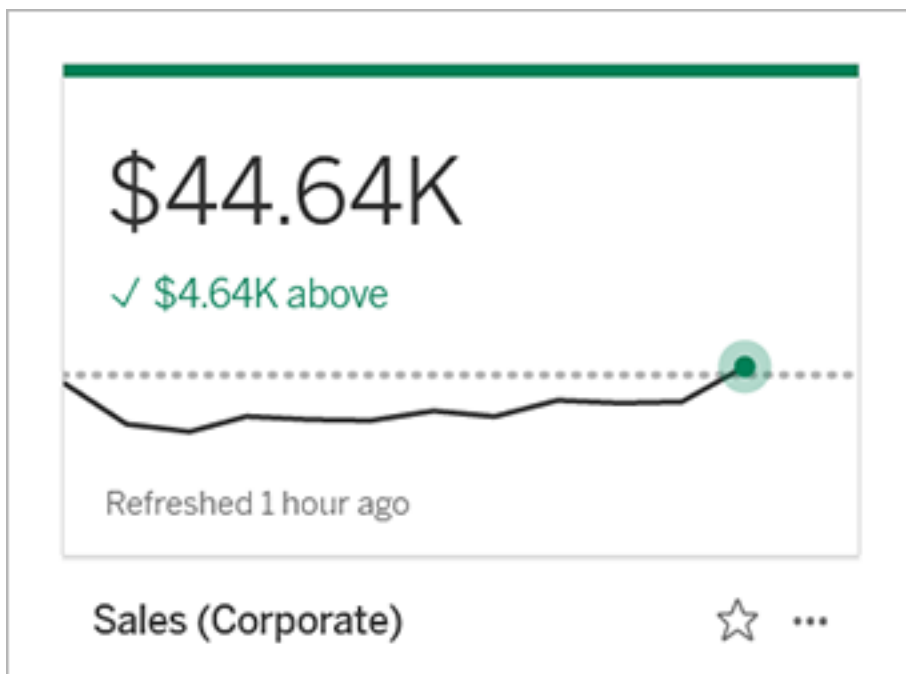 $44.64K
✓ $4.64K above
Refreshed 1 hour ago
Sales (Corporate)